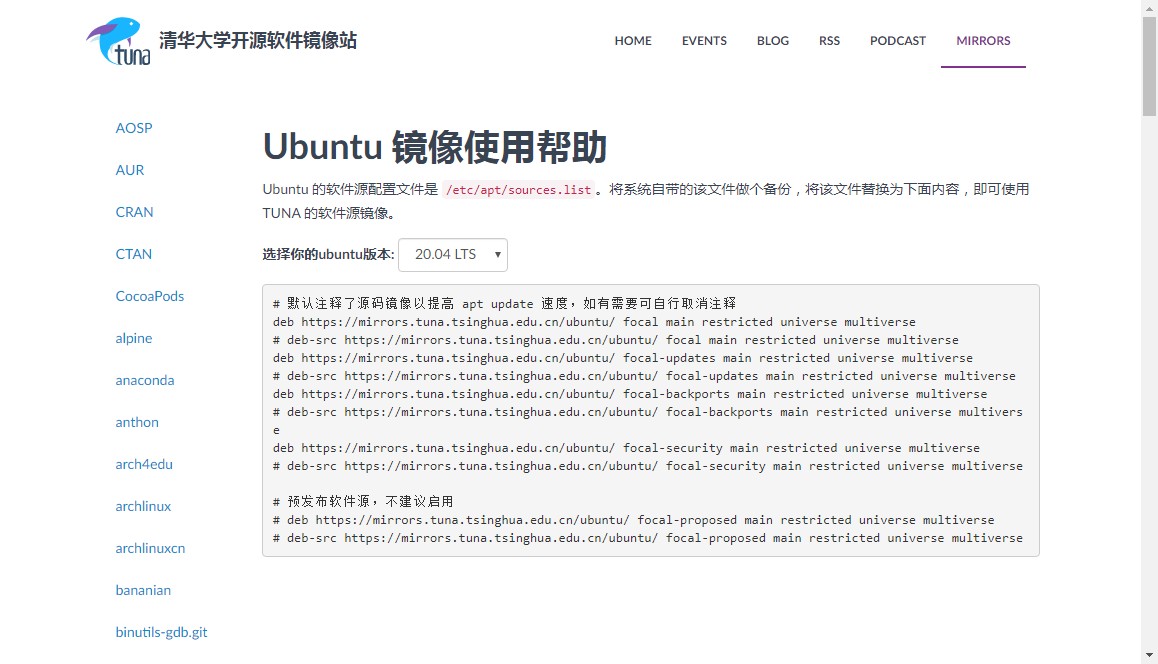 tuna
清华大学开源软件镜像站
HOME
EVENTS
BLOG
RSS
PODCAST
MIRRORS
AOSP
AUR
CRAN
CTAN
CocoaPods
alpine
anaconda
anthon
arch4edu
archlinux
archlinuxcn
bananian
binutils-gdb.git
Ubuntu 镜像使用帮助
Ubuntu 的软件源配置文件是 /etc/apt/sources.list 。将系统自带的该文件做个备份，将该文件替换为下面内容，即可使用
TUNA 的软件源镜像。
选择你的ubuntu版本: 20.04 LTS
# 默认注释了源码镜像以提高 apt update 速度，如有需要可自行取消注释
deb https://mirrors.tuna.tsinghua.edu.cn/ubuntu/ focal main restricted universe multiverse
# deb-src https://mirrors.tuna.tsinghua.edu.cn/ubuntu/ focal main restricted universe multiverse
deb https://mirrors.tuna.tsinghua.edu.cn/ubuntu/ focal-updates main restricted universe multiverse
# deb-src https://mirrors.tuna.tsinghua.edu.cn/ubuntu/ focal-updates main restricted universe multiverse
deb https://mirrors.tuna.tsinghua.edu.cn/ubuntu/ focal-backports main restricted universe multiverse
# deb-src https://mirrors.tuna.tsinghua.edu.cn/ubuntu/ focal-backports main restricted universe multivers
e
deb https://mirrors.tuna.tsinghua.edu.cn/ubuntu/ focal-security main restricted universe multiverse
# deb-src https://mirrors.tuna.tsinghua.edu.cn/ubuntu/ focal-security main restricted universe multiverse
# 预发布软件源，不建议启用
# deb https://mirrors.tuna.tsinghua.edu.cn/ubuntu/ focal-proposed main restricted universe multiverse
# deb-src https://mirrors.tuna.tsinghua.edu.cn/ubuntu/ focal-proposed main restricted universe multiverse